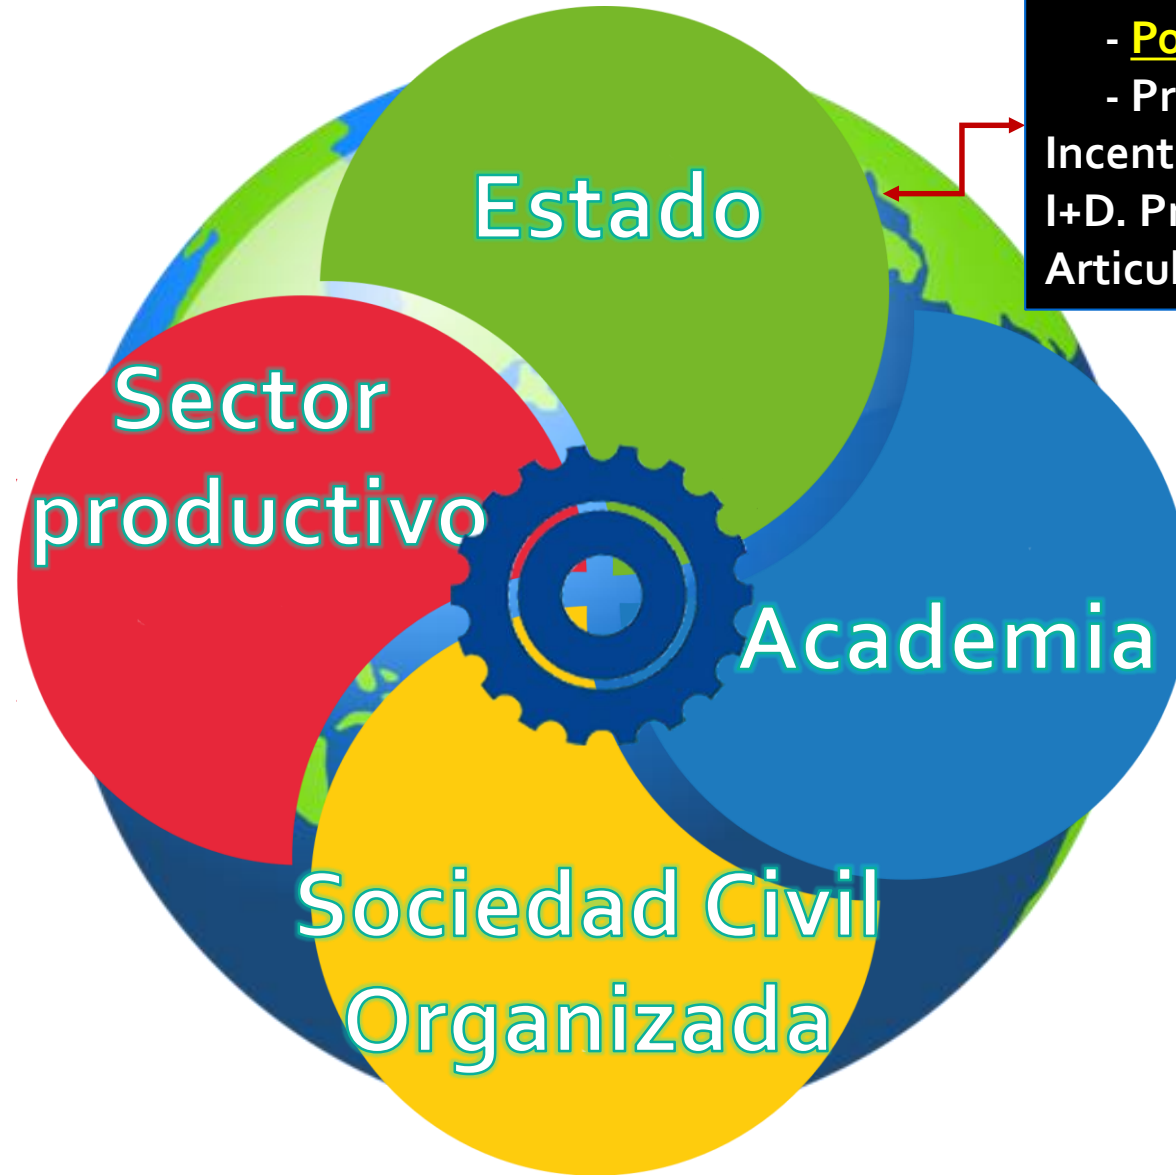 Estado
Sector
productivo
Academia
Sociedad Civil
Organizada
-
-
I+D.